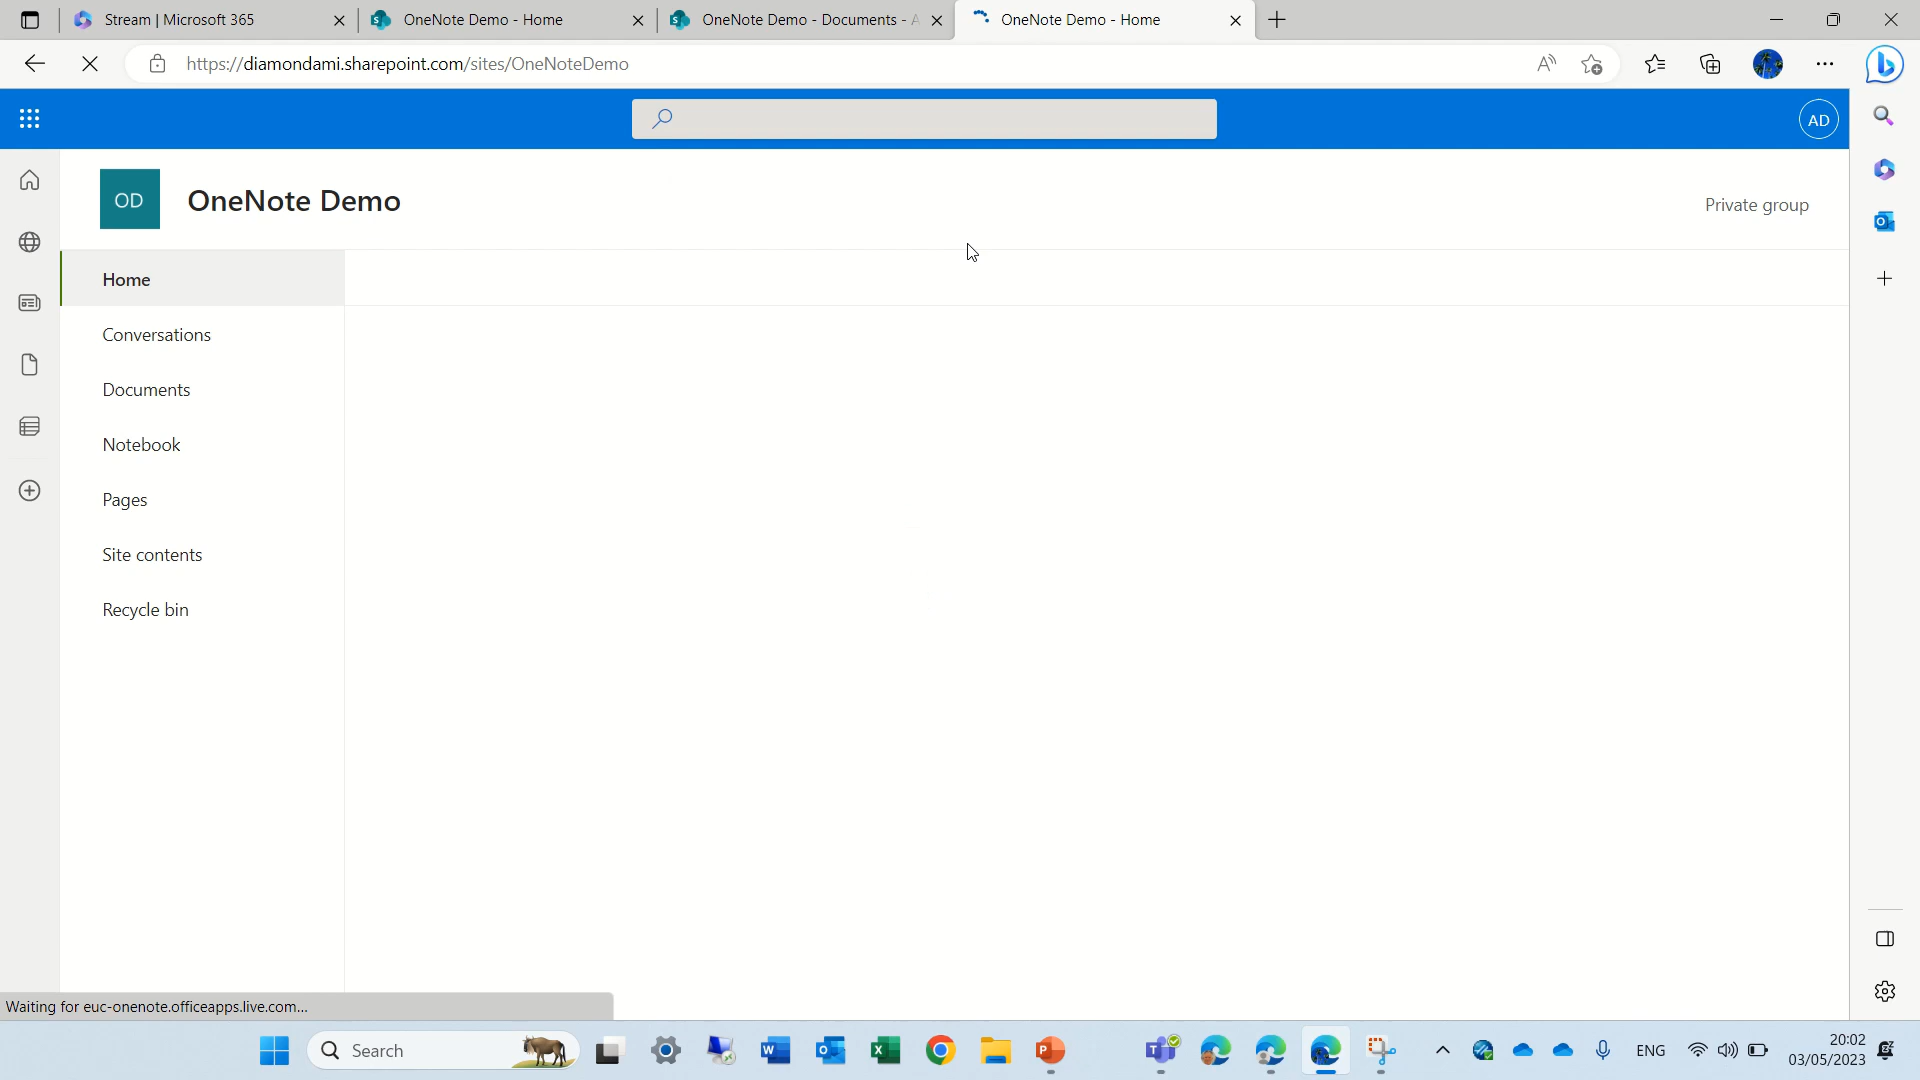 Stream | Microsoft 365
OneNote Demo - Home
OneNote Demo - Documents - A
OneNote Demo - Home
https://diamondami.sharepoint.com/sites/OneNoteDemo
AD
OD
OneNote Demo
Private group
Home
Conversations
Documents
Notebook
Pages
Site contents
Recycle bin
Waiting for euc-onenote.officeapps.live.com...
Search
ENG
20:02
03/05/2023